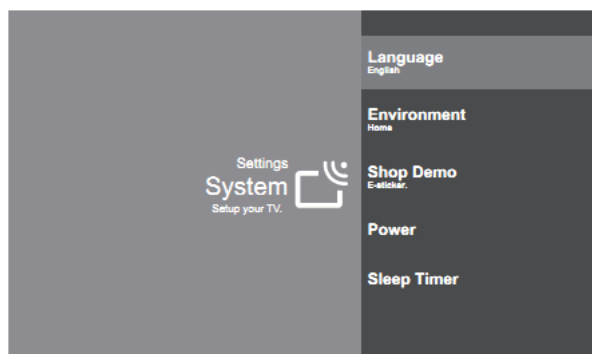 Settings
System
Setup your TV.
Language
English
Environment
Home
Shop Demo
E-sticker.
Power
Sleep Timer